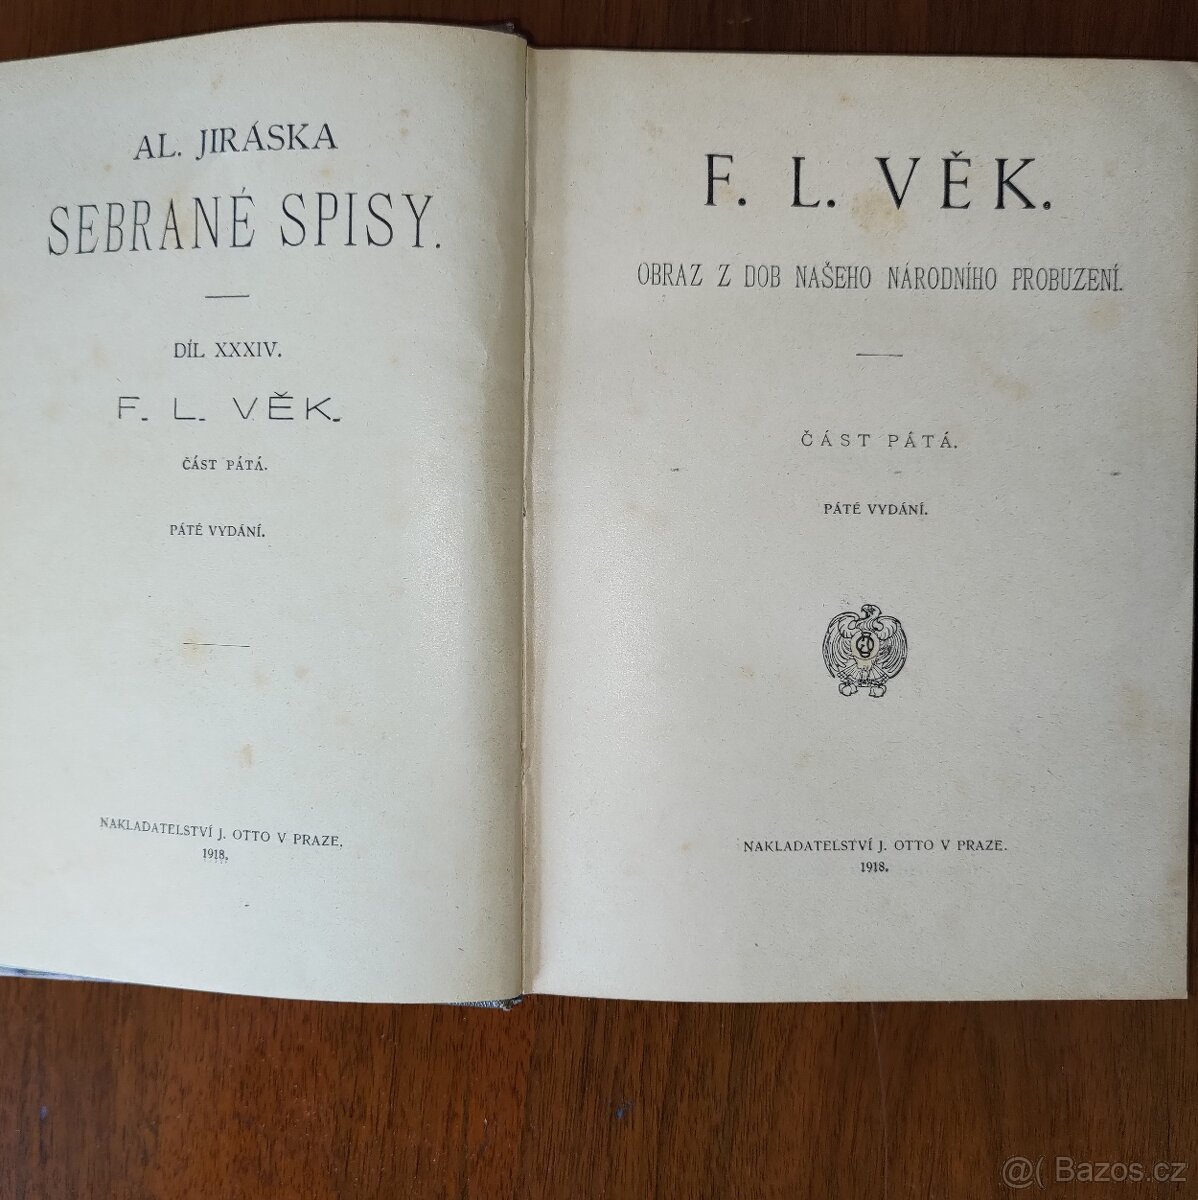 AL. JIRÁSKA
SEBRANÉ SPISY.
DÍL XXXIV.
F. L. VĚK.
ČÁST PÁTÁ.
PÁTÉ VYDÁNÍ.
NAKLADATELSTVÍ J. OTTO V PRAZE.
1918.
F. L. VĚK.
OBRAZ Z DOB NAŠEHO NÁRODNÍHO PROBUZENÍ.
ČÁST PÁTÁ.
PÁTÉ VYDÁNÍ.
NAKLADATELSTVÍ J. OTTO V PRAZE.
1918.
@( Bazos.cz